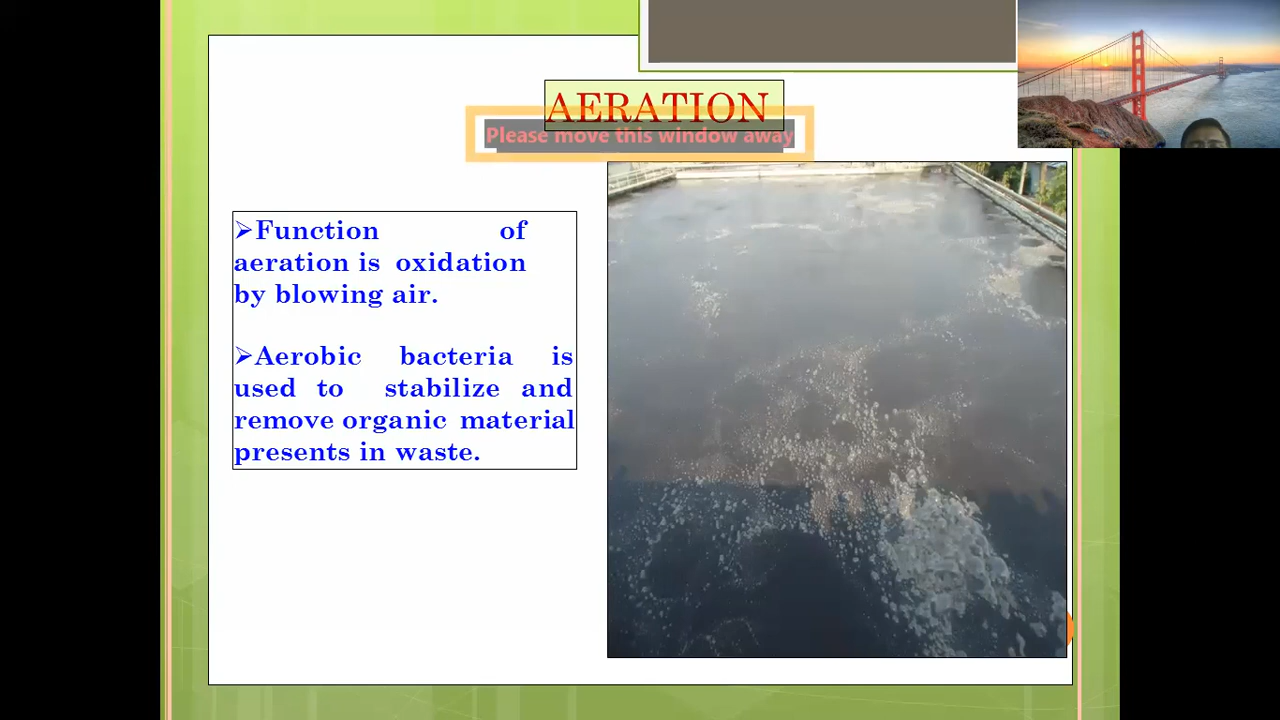 AERATION
Please move this window away
➢Function of
aeration is oxidation
by blowing air.
➢Aerobic bacteria is
used to stabilize and
remove organic material
presents in waste.